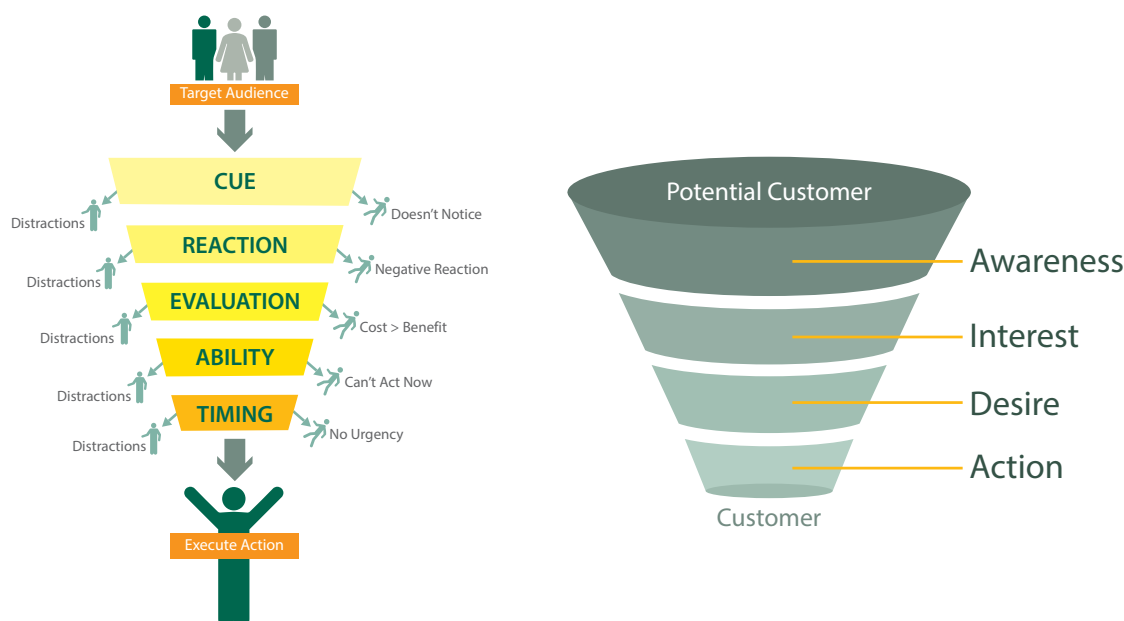 Target Audience
CUE
Distractions
Doesn't Notice
REACTION
Distractions
Negative Reaction
EVALUATION
Distractions
Cost > Benefit
ABILITY
Distractions
Can't Act Now
TIMING
Distractions
No Urgency
Execute Action
Potential Customer
Awareness
Interest
Desire
Action
Customer